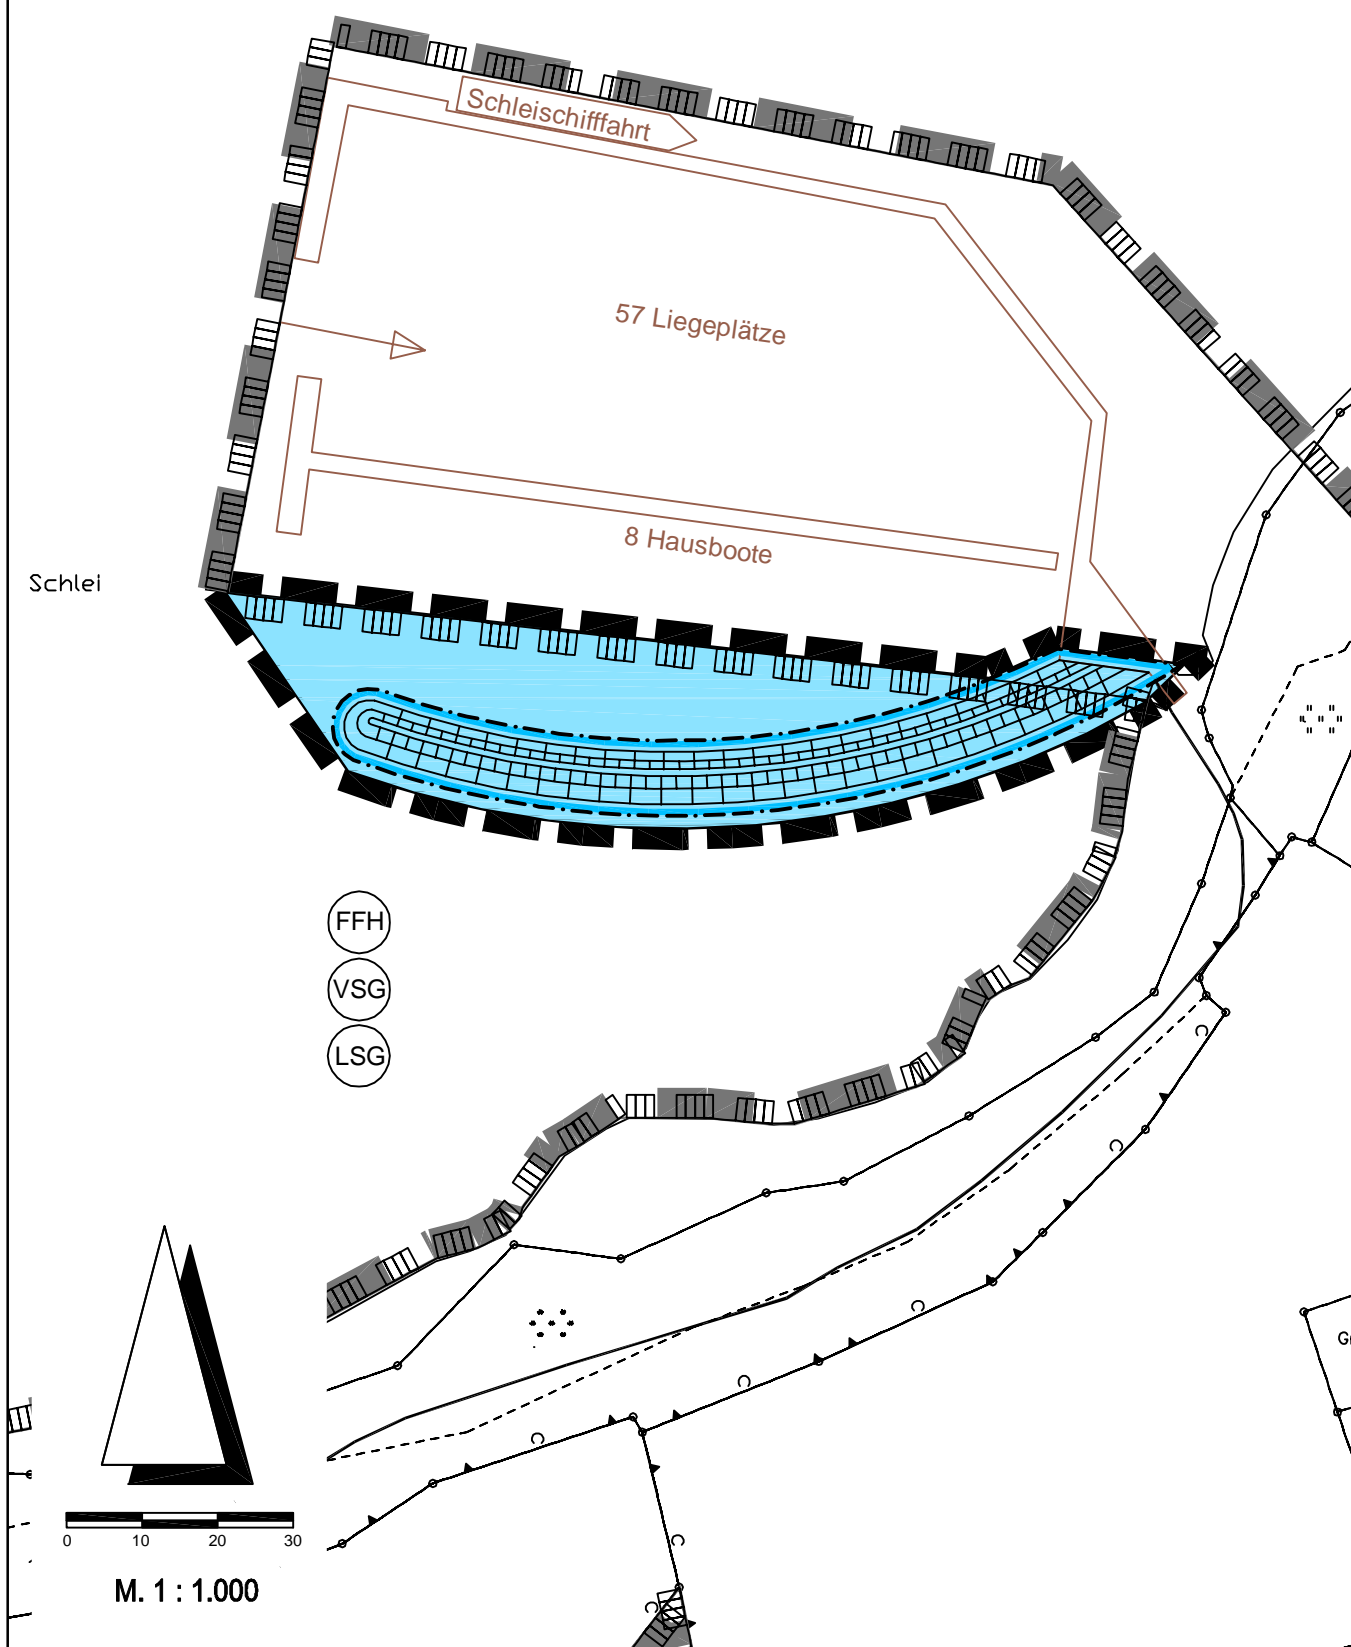 Schleischifffahrt
57 Liegeplätze
8 Hausboote
Schlei
FFH
VSG
LSG
0 10 20 30
M. 1 : 1.000